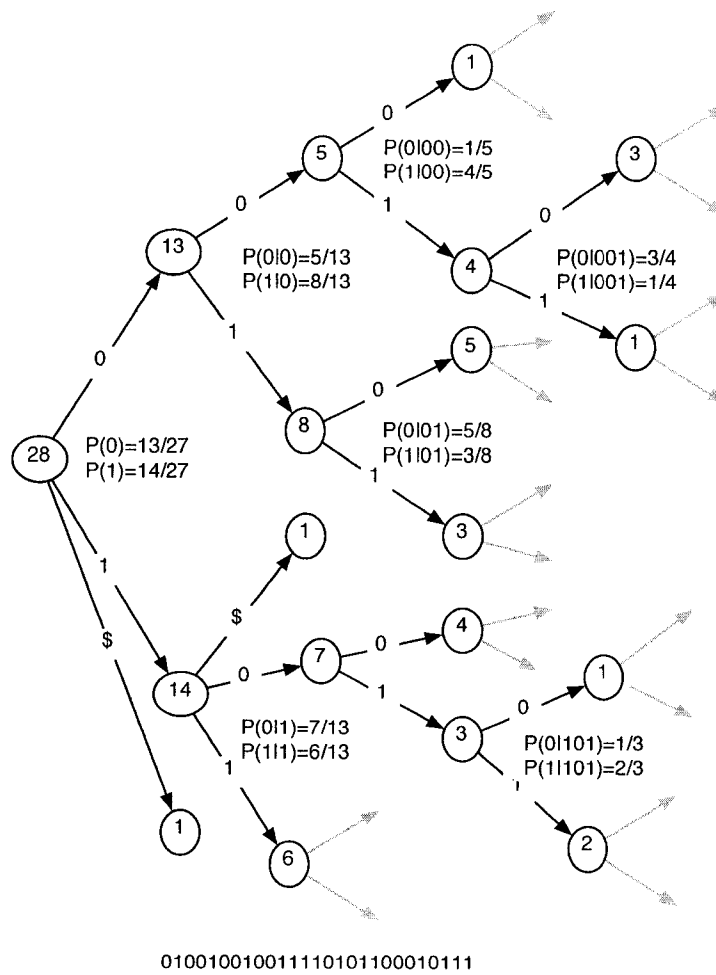 1
0
3
5
P(0|00)=1/5
P(1|00)=4/5
0
1
0
13
P(0|0)=5/13
P(1|0)=8/13
4
P(0|001)=3/4
P(1|001)=1/4
1
1
5
1
0
0
8
28
P(0)=13/27
P(1)=14/27
P(0|01)=5/8
P(1|01)=3/8
1
1
3
1
$
$
4
0
7
0
14
1
1
0
3
P(0|1)=7/13
P(1|1)=6/13
P(0|101)=1/3
P(1|101)=2/3
1
1
6
2
010010010011110101100010111